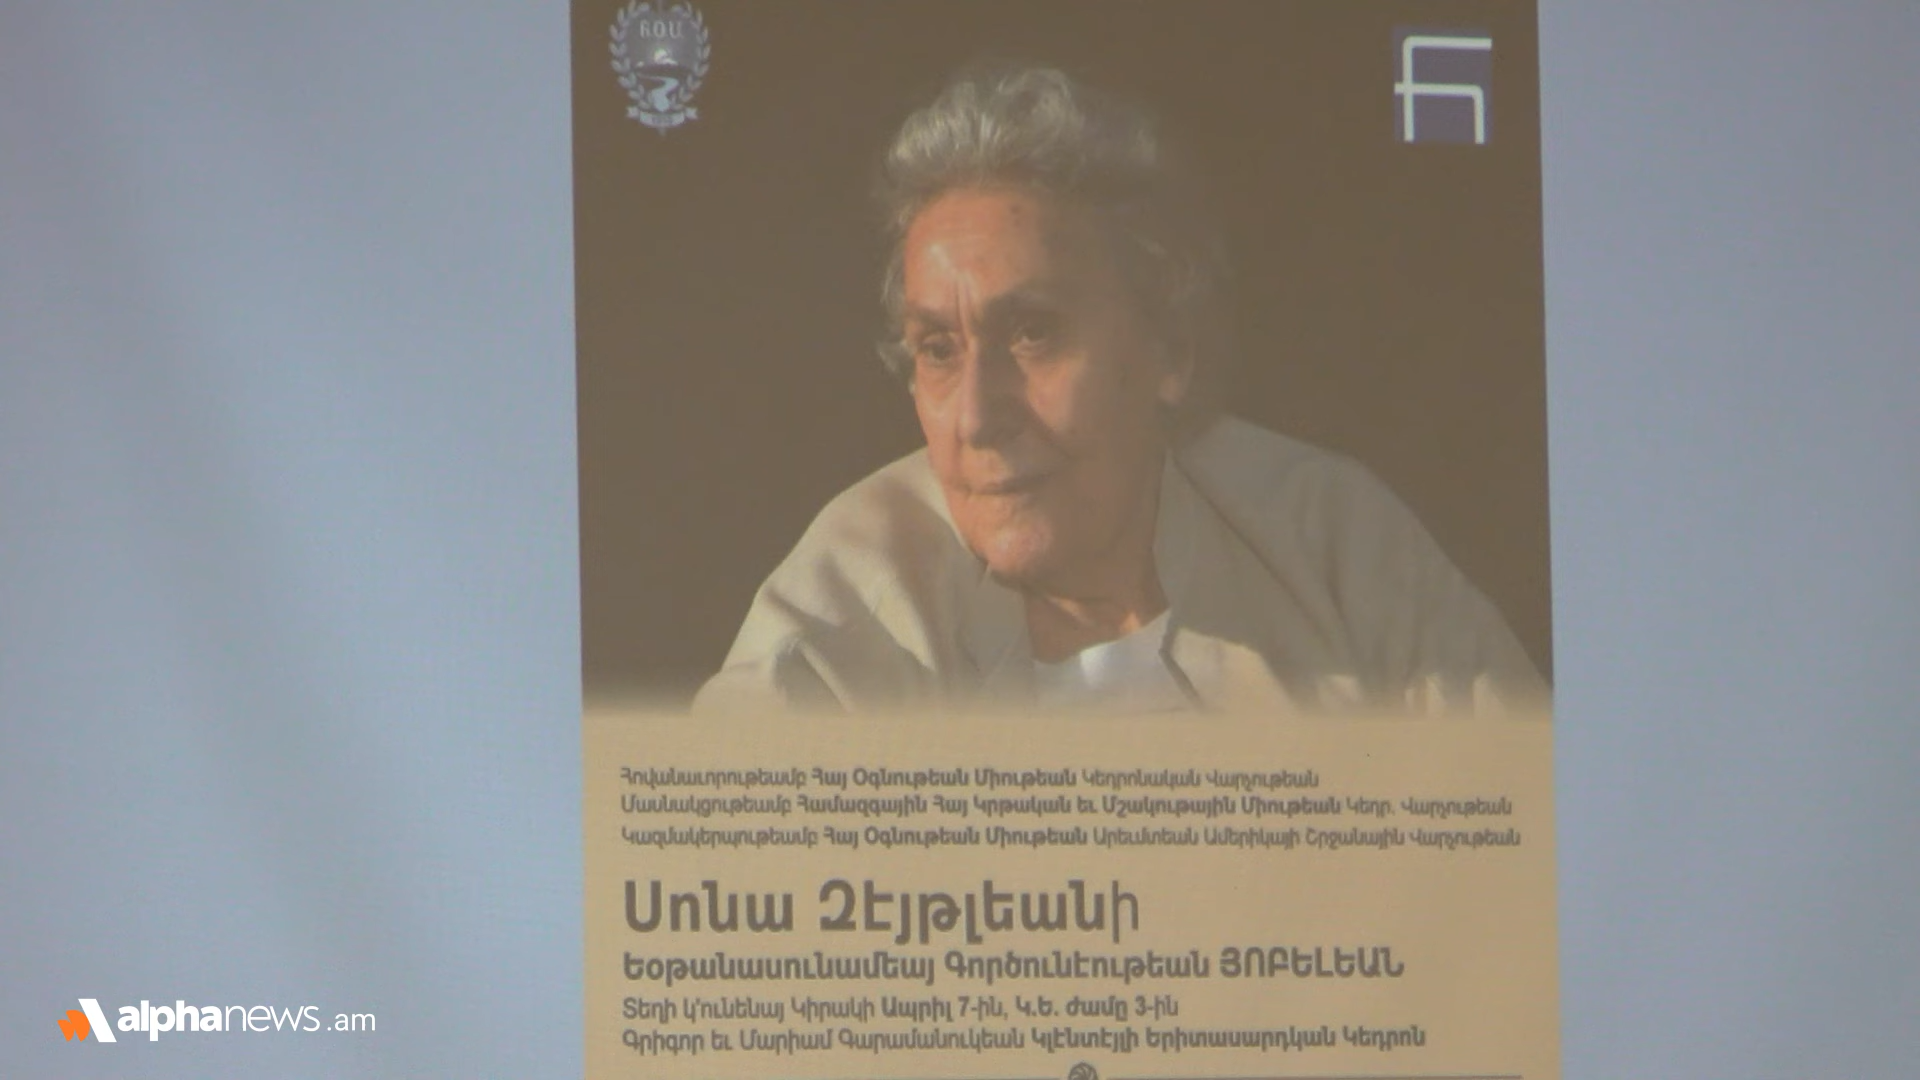 Հ.Օ.Մ.
Հովանաւորութեամբ Հայ Օգնութեան Միութեան Կեդրոնական Վարչութեան
Մասնակցութեամբ Համազգային Հայ Կրթական եւ Մշակութային Միութեան Կեդր. Վարչութեան
Կազմակերպութեամբ Հայ Օգնութեան Միութեան Արեւմտեան Ամերիկայի Շրջանային Վարչութեան
Սոնա Զէյթլեանի
Եօթանասունամեայ Գործունէութեան ՅՈԲԵԼԵԱՆ
Տեղի կ'ունենայ Կիրակի Ապրիլ 7-ին, Կ.Ե. ժամը 3-ին
Գրիգոր եւ Մարիամ Գարամանուկեան Կլէնտէյլի Երիտասարդական Կեդրոն
alphanews.am